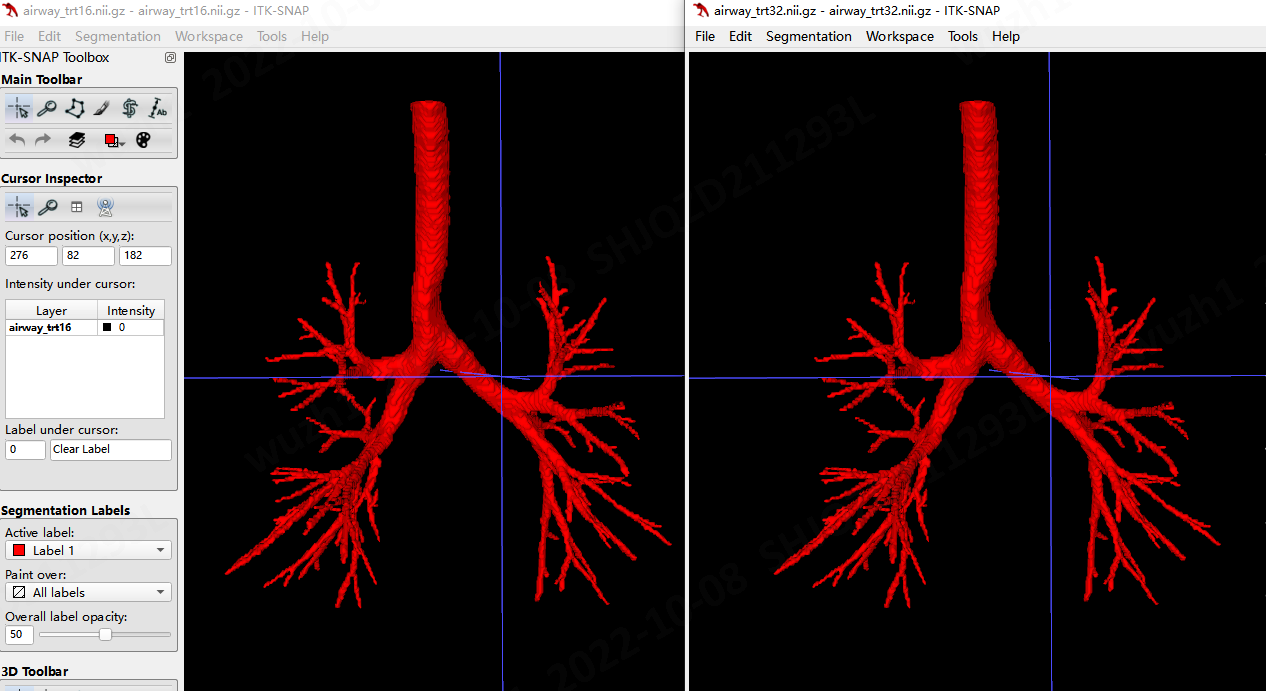 airway_trt16.nii.gz - airway_trt16.nii.gz - ITK-SNAP
File Edit Segmentation Workspace Tools Help
ITK-SNAP Toolbox
Main Toolbar
Ab
Cursor Inspector
Cursor position (x,y,z):
276 82 182
Intensity under cursor:
Layer Intensity
airway_trt16 0
Label under cursor:
0 Clear Label
Segmentation Labels
Active label:
Label 1
Paint over:
All labels
Overall label opacity:
50
3D Toolbar
airway_trt32.nii.gz - airway_trt32.nii.gz - ITK-SNAP
File Edit Segmentation Workspace Tools Help
2022-10-08
wuzh1